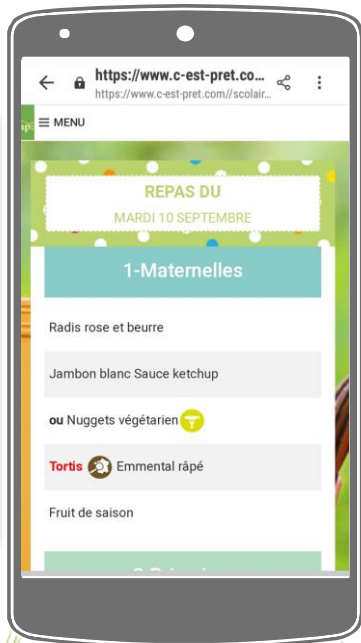 https://www.c-est-pret.co...
https://www.c-est-pret.com//scolair...
≡ MENU
REPAS DU
MARDI 10 SEPTEMBRE
1-Maternelles
Radis rose et beurre
Jambon blanc Sauce ketchup
ou Nuggets végétarien
Tortis Emmental râpé
Fruit de saison